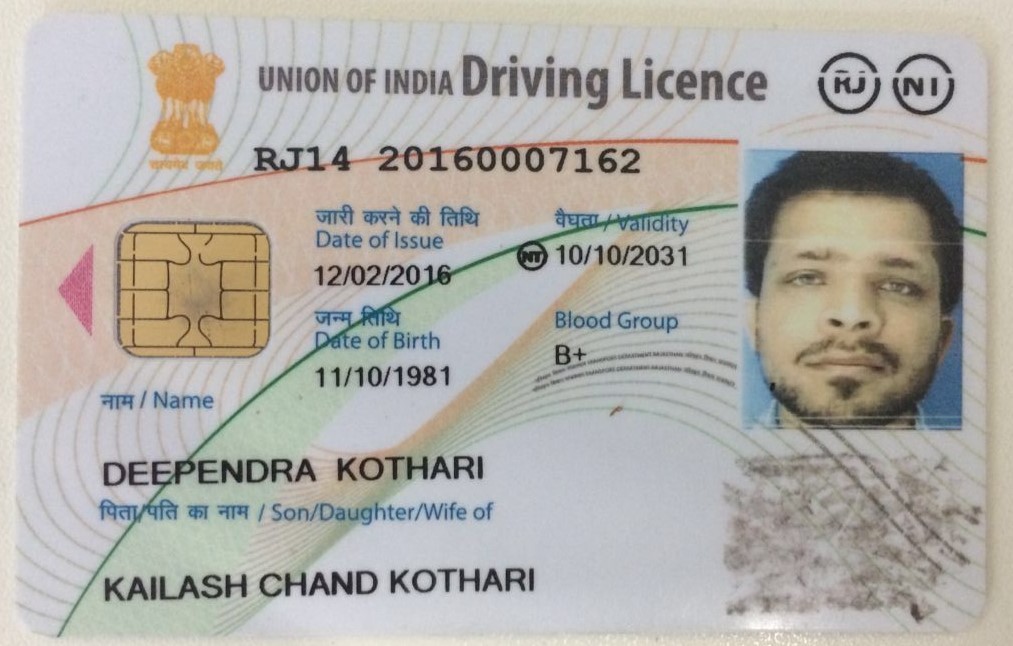 UNION OF INDIA Driving Licence
RJ NI
सत्यमेव जयते
RJ14 20160007162
जारी करने की तिथि
Date of Issue
12/02/2016
वैघता / Validity
NT 10/10/2031
जन्म तिथि
Date of Birth
11/10/1981
Blood Group
B+
नाम / Name
DEEPENDRA KOTHARI
पिता/पति का नाम / Son/Daughter/Wife of
KAILASH CHAND KOTHARI